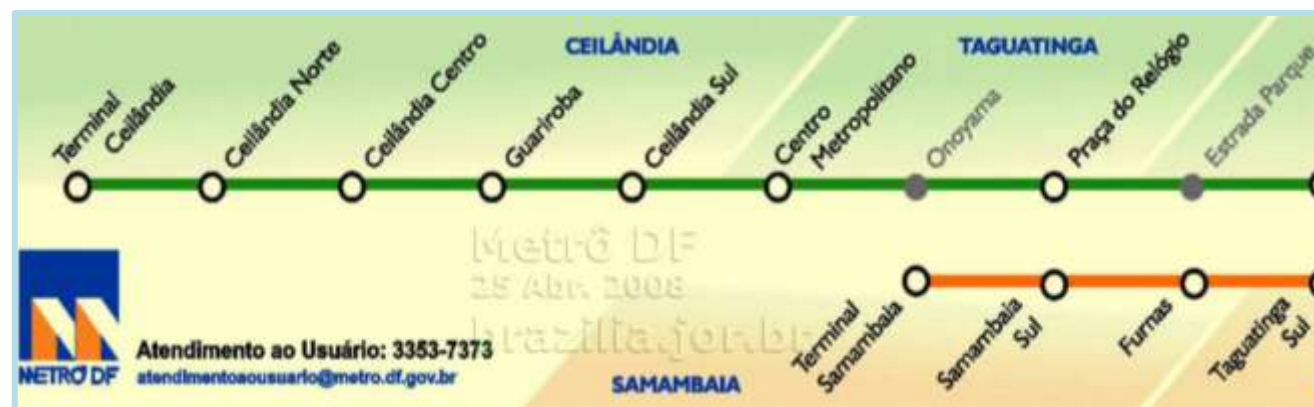 CEILÂNDIA
TAGUATINGA
Terminal
Ceilândia
Ceilândia Norte
Ceilândia Centro
Guariroba
Ceilândia Sul
Centro
Metropolitano
Onoyama
Praça do Relógio
Estrada Parque
Metrô DF
25 Abr. 2008
brazilia.jor.br
Terminal
Samambaia
Samambaia
Sul
Furnas
Taguatinga
Sul
METRÔ DF
Atendimento ao Usuário: 3353-7373
atendimentoaousuario@metro.df.gov.br
SAMAMBAIA